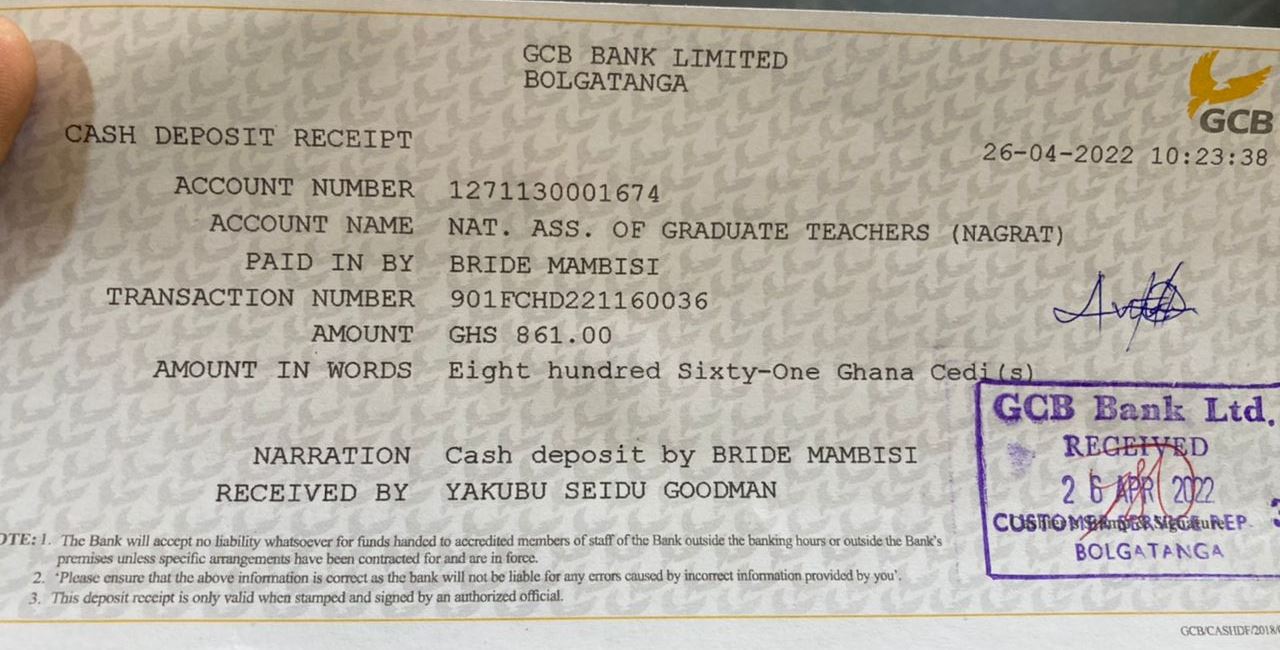 GCB BANK LIMITED
BOLGATANGA
GCB
CASH DEPOSIT RECEIPT
26-04-2022 10:23:38
ACCOUNT NUMBER 1271130001674
ACCOUNT NAME NAT. ASS. OF GRADUATE TEACHERS (NAGRAT)
PAID IN BY BRIDE MAMBISI
TRANSACTION NUMBER 901FCHD221160036
AMOUNT GHS 861.00
AMOUNT IN WORDS Eight hundred Sixty-One Ghana Cedi(s)
GCB Bank Ltd.
RECEIVED
26 APR 2022
CUSTOMER SERVICE REP.
BOLGATANGA
NARRATION Cash deposit by BRIDE MAMBISI
RECEIVED BY YAKUBU SEIDU GOODMAN
OTE: 1. The Bank will accept no liability whatsoever for funds handed to accredited members of staff of the Bank outside the banking hours or outside the Bank's
premises unless specific arrangements have been contracted for and are in force.
2. 'Please ensure that the above information is correct as the bank will not be liable for any errors caused by incorrect information provided by you'.
3. This deposit receipt is only valid when stamped and signed by an authorized official.
GCB/CASHDF/2018/